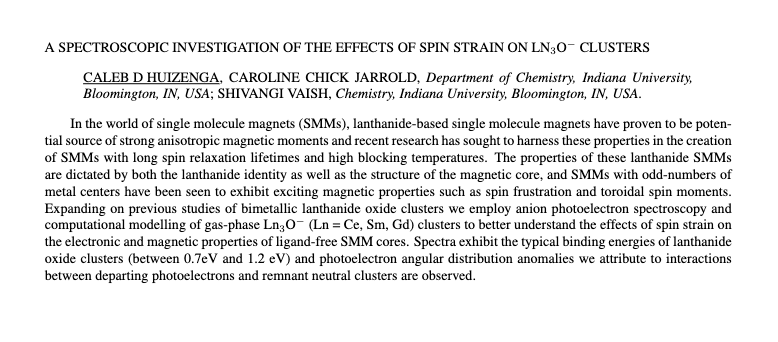 A SPECTROSCOPIC INVESTIGATION OF THE EFFECTS OF SPIN STRAIN ON LN₃O⁻ CLUSTERS
CALEB D HUIZENGA, CAROLINE CHICK JARROLD, Department of Chemistry, Indiana University,
Bloomington, IN, USA; SHIVANGI VAISH, Chemistry, Indiana University, Bloomington, IN, USA.
In the world of single molecule magnets (SMMs), lanthanide-based single molecule magnets have proven to be poten-
tial source of strong anisotropic magnetic moments and recent research has sought to harness these properties in the creation
of SMMs with long spin relaxation lifetimes and high blocking temperatures. The properties of these lanthanide SMMs
are dictated by both the lanthanide identity as well as the structure of the magnetic core, and SMMs with odd-numbers of
metal centers have been seen to exhibit exciting magnetic properties such as spin frustration and toroidal spin moments.
Expanding on previous studies of bimetallic lanthanide oxide clusters we employ anion photoelectron spectroscopy and
computational modelling of gas-phase Ln₃O⁻ (Ln = Ce, Sm, Gd) clusters to better understand the effects of spin strain on
the electronic and magnetic properties of ligand-free SMM cores. Spectra exhibit the typical binding energies of lanthanide
oxide clusters (between 0.7eV and 1.2 eV) and photoelectron angular distribution anomalies we attribute to interactions
between departing photoelectrons and remnant neutral clusters are observed.